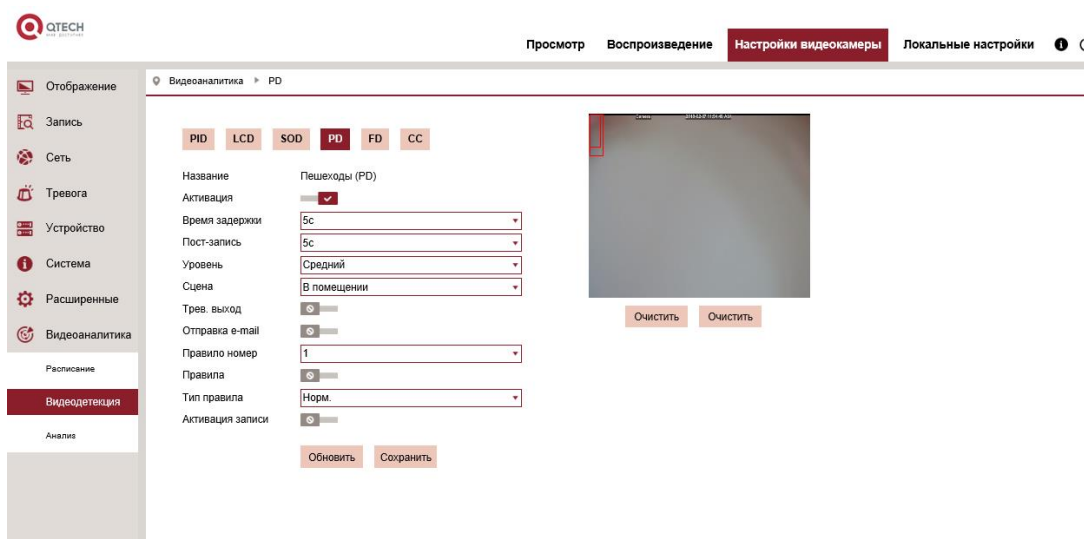 QTECH
Просмотр Воспроизведение Настройки видеокамеры Локальные настройки
Видеоаналитика PD
Отображение
Запись
Сеть
Тревога
Устройство
Система
Расширенные
Видеоаналитика
Расписание
Видеодетекция
Анализ
PID LCD SOD PD FD CC
Название Пешеходы (PD)
Активация
Время задержки 5с
Пост-запись 5с
Уровень Средний
Сцена В помещении
Трев. выход
Отправка e-mail
Правило номер 1
Правила
Тип правила Норм.
Активация записи
Обновить Сохранить
Очистить Очистить